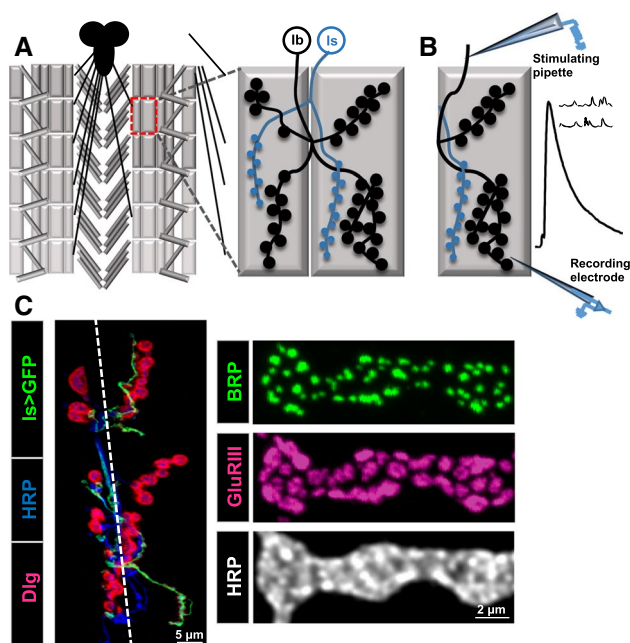 A
Ib
Is
B
Stimulating
pipette
Recording
electrode
C
Is>GFP
HRP
Dlg
5 µm
BRP
GluRIII
HRP
2 µm